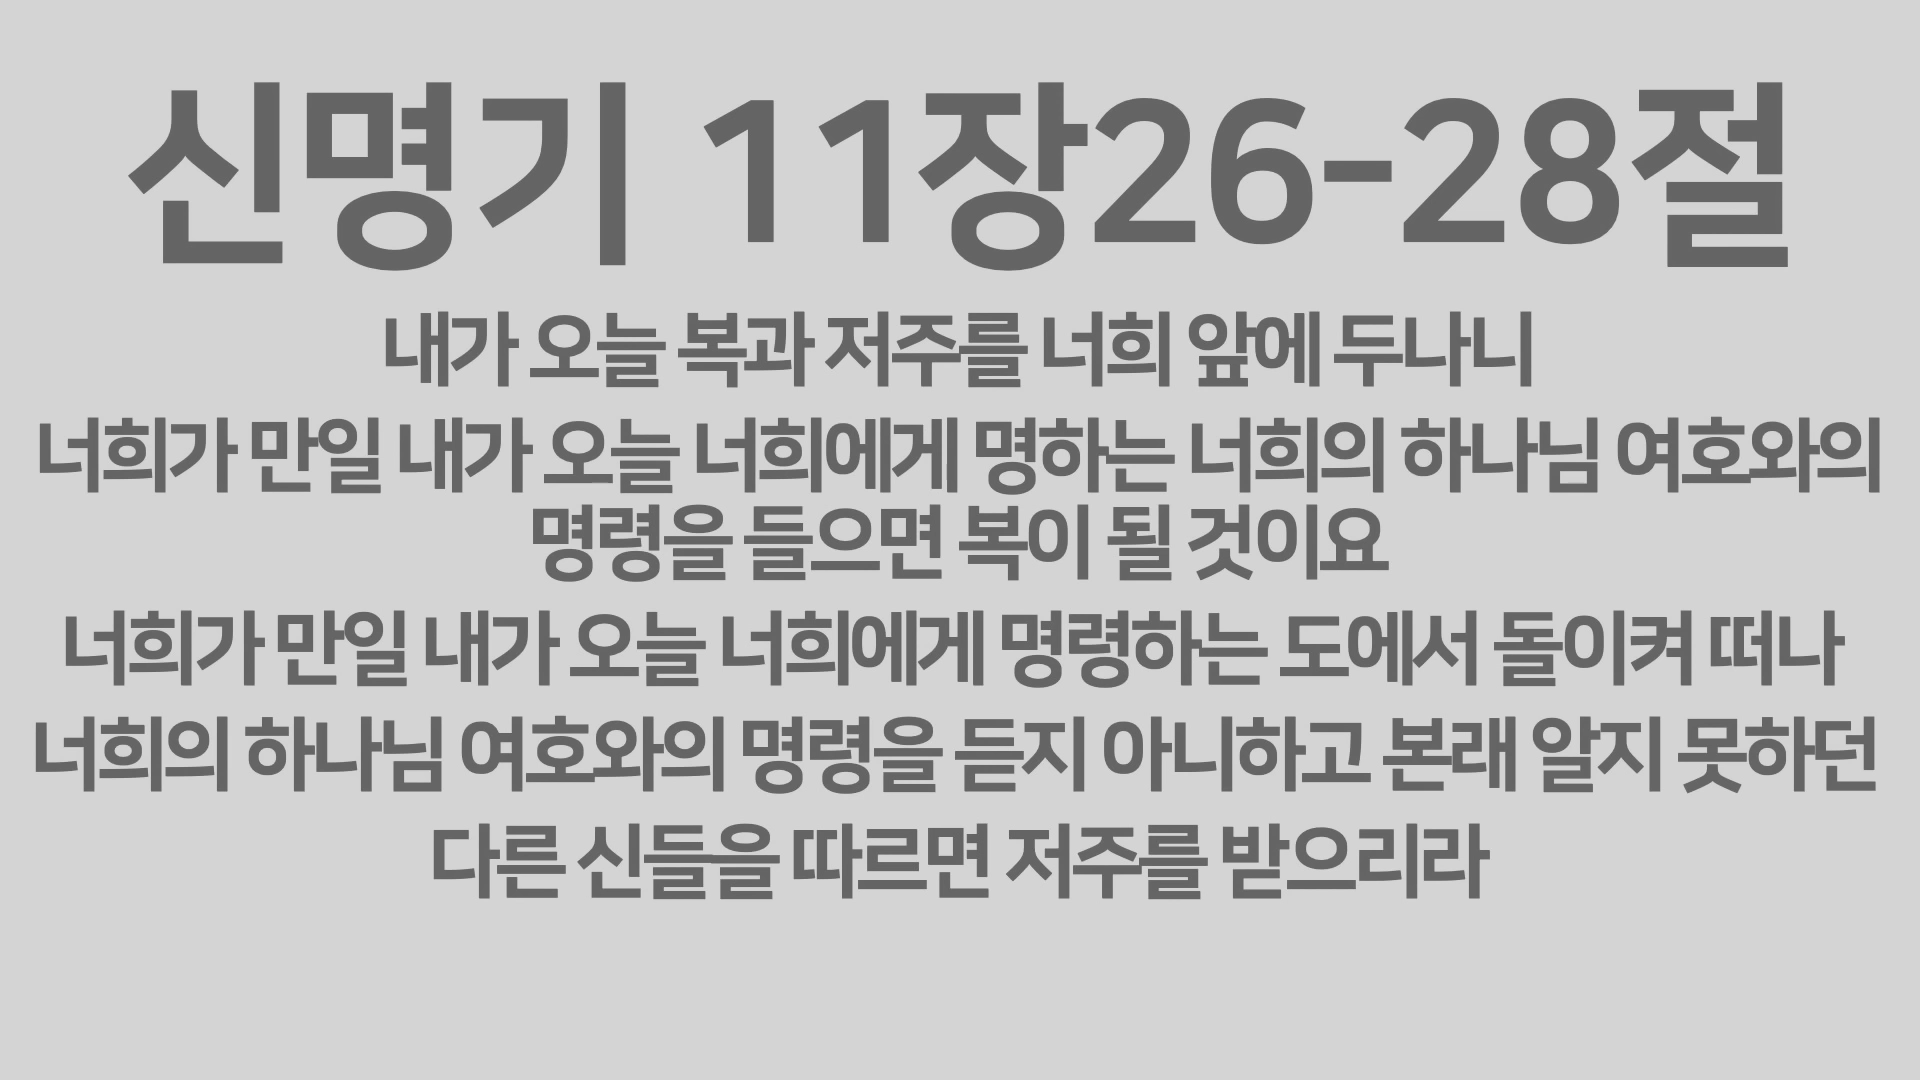 신명기 11장26-28절
내가 오늘 복과 저주를 너희 앞에 두나니
너희가 만일 내가 오늘 너희에게 명하는 너희의 하나님 여호와의
명령을 들으면 복이 될 것이요
너희가 만일 내가 오늘 너희에게 명령하는 도에서 돌이켜 떠나
너희의 하나님 여호와의 명령을 듣지 아니하고 본래 알지 못하던
다른 신들을 따르면 저주를 받으리라